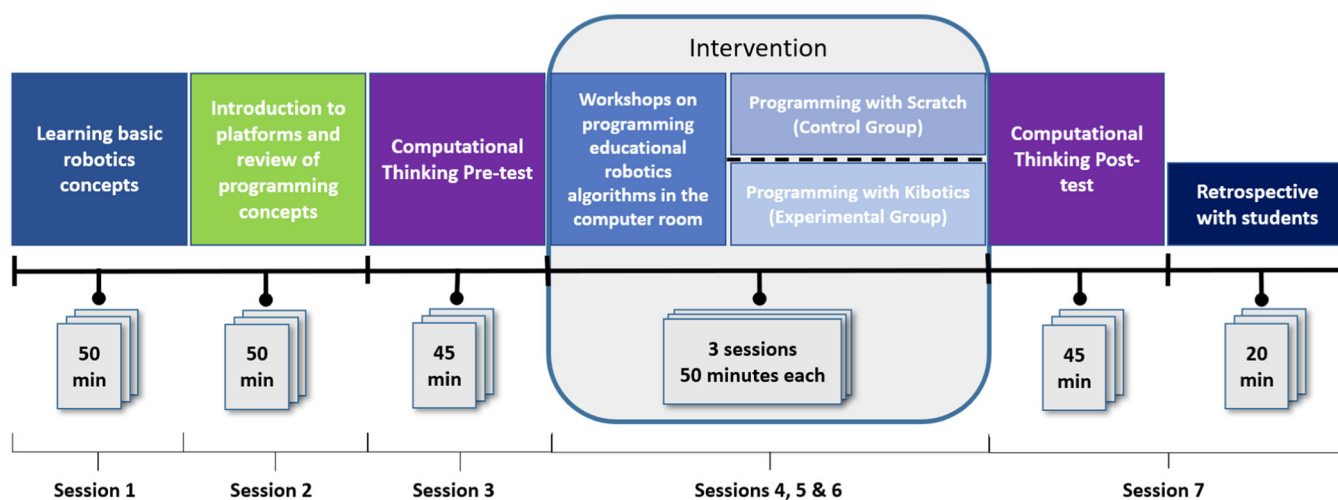 Intervention
Learning basic
robotics
concepts
Introduction to
platforms and
review of
programming
concepts
Computational
Thinking Pre-test
Workshops on
programming
educational
robotics
algorithms in the
computer room
Programming with Scratch
(Control Group)
Programming with Kibotics
(Experimental Group)
Computational
Thinking Post-
test
Retrospective
with students
50
min
50
min
45
min
3 sessions
50 minutes each
45
min
20
min
Session 1
Session 2
Session 3
Sessions 4, 5 & 6
Session 7